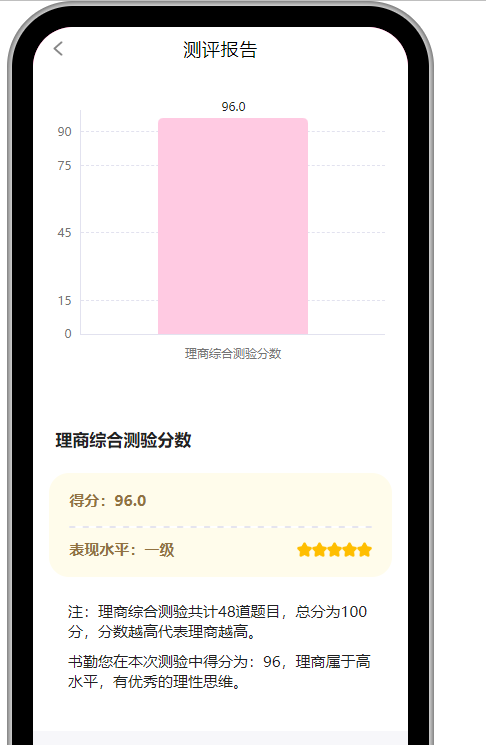 测评报告
96.0
90
75
45
15
0
理商综合测验分数
理商综合测验分数
得分：96.0
表现水平：一级
注：理商综合测验共计48道题目，总分为100
分，分数越高代表理商越高。
书勤您在本次测验中得分为：96，理商属于高
水平，有优秀的理性思维。